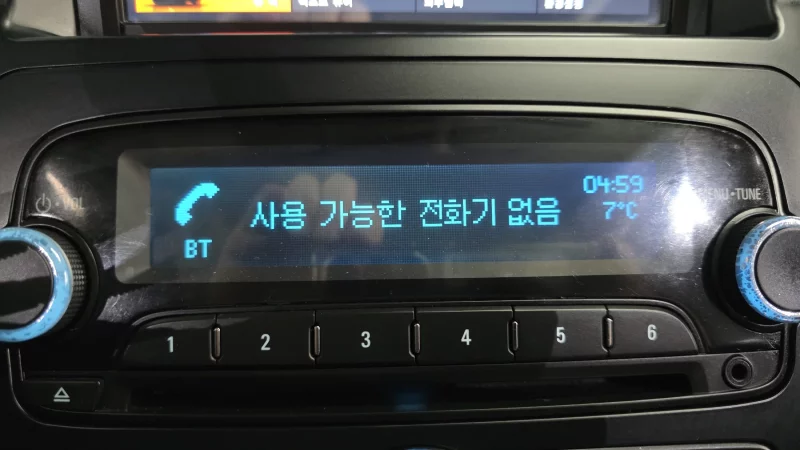 VOL
MENU·TUNE
04:59
사용 가능한 전화기 없음
7°C
BT
1 2 3 4 5 6